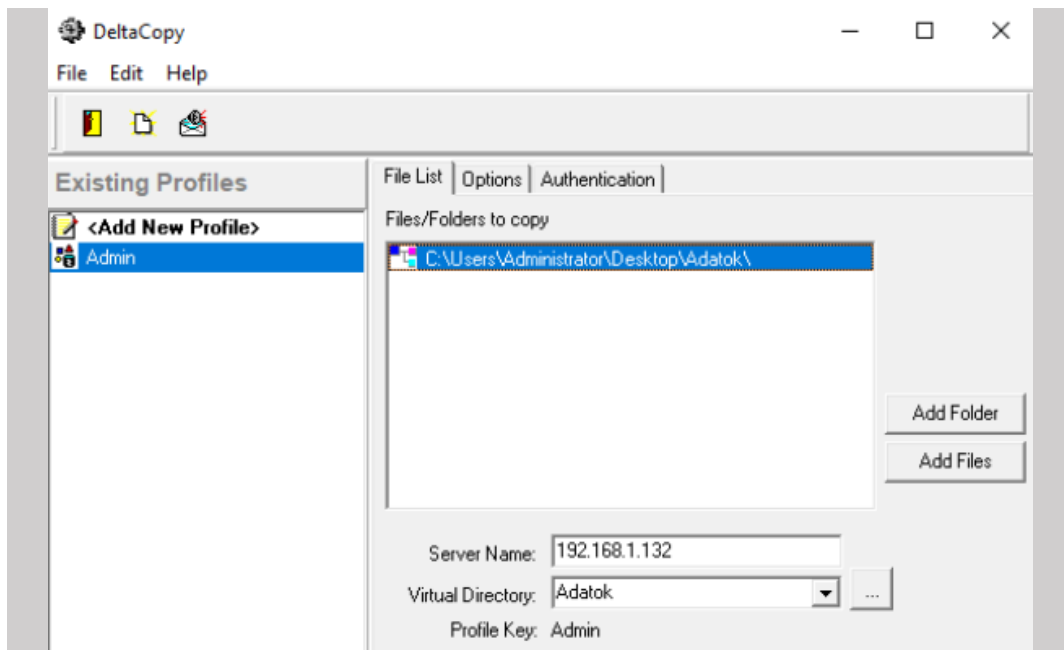 DeltaCopy
File Edit Help
Existing Profiles
<Add New Profile>
Admin
File List Options Authentication
Files/Folders to copy
C:\Users\Administrator\Desktop\Adatok\
Add Folder
Add Files
Server Name: 192.168.1.132
Virtual Directory: Adatok ...
Profile Key: Admin